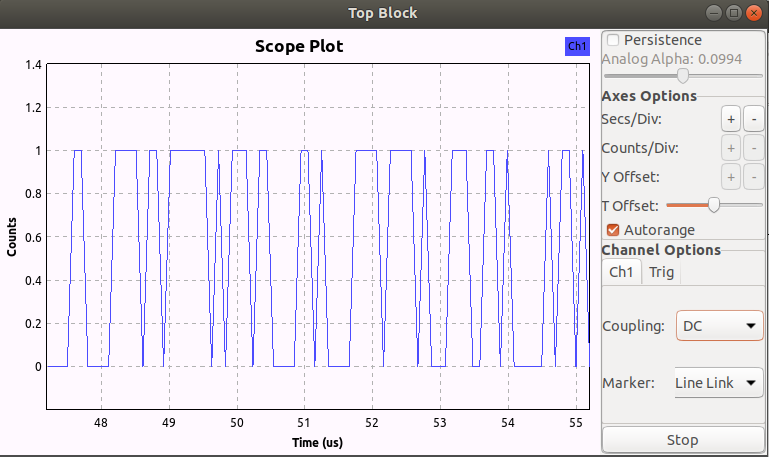 Top Block
Scope Plot
Ch1
1.4
1.2
1
0.8
0.6
0.4
0.2
0
Counts
48 49 50 51 52 53 54 55
Time (us)
Persistence
Analog Alpha: 0.0994
Axes Options
Secs/Div: + -
Counts/Div: + -
Y Offset: + -
T Offset:
Autorange
Channel Options
Ch1 Trig
Coupling: DC
Marker: Line Link
Stop